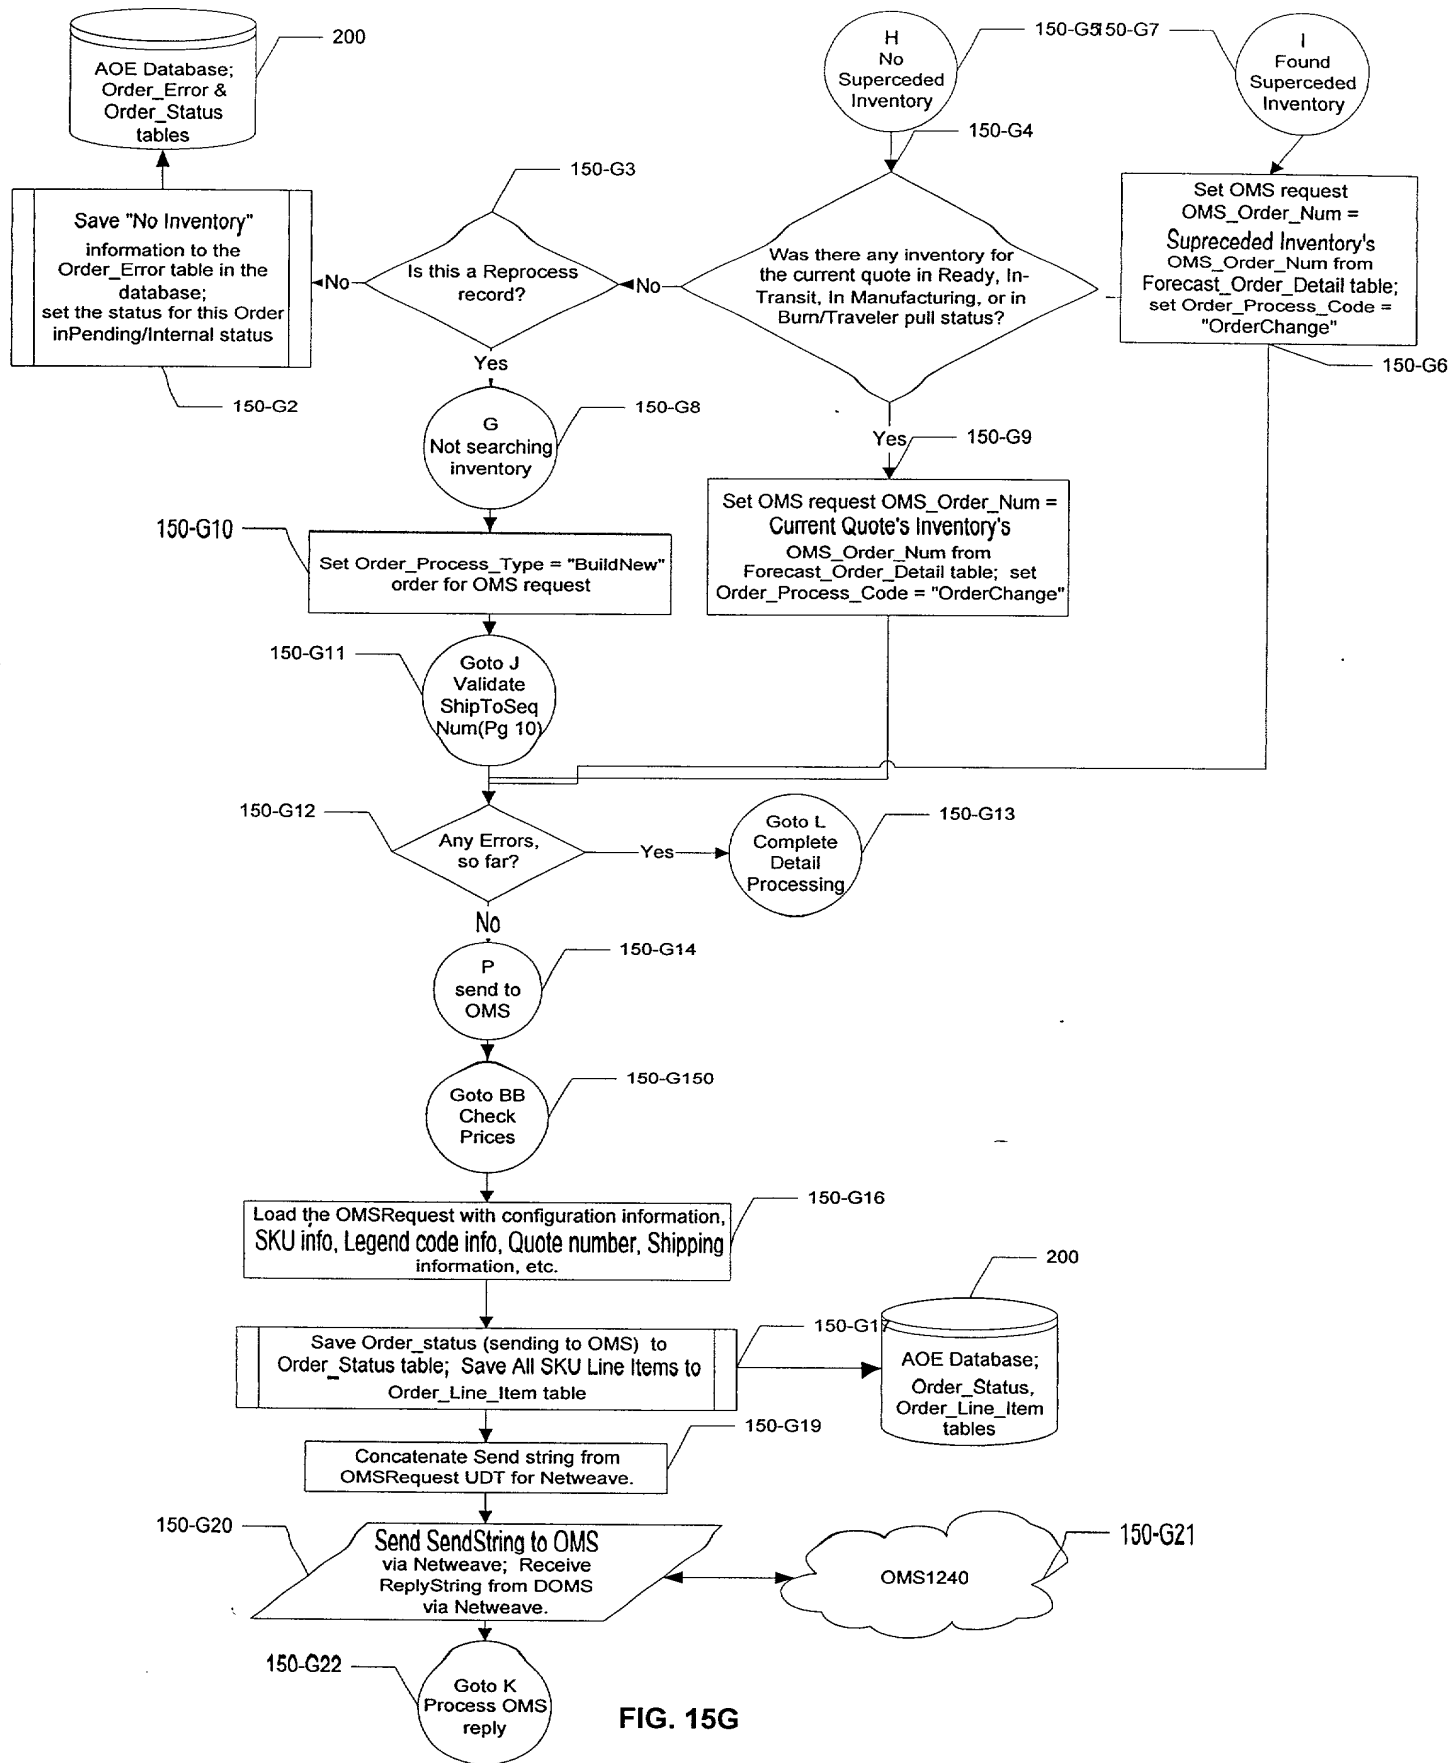 200
AOE Database;
Order_Error &
Order_Status
tables
H
No
Superceded
Inventory
150-G5
150-G7
I
Found
Superceded
Inventory
150-G4
150-G3
Save "No Inventory"
information to the
Order_Error table in the
database;
set the status for this Order
inPending/Internal status
150-G2
No
Is this a Reprocess
record?
No
Was there any inventory for
the current quote in Ready, In-
Transit, In Manufacturing, or in
Burn/Traveler pull status?
Set OMS request
OMS_Order_Num =
Supreceded Inventory's
OMS_Order_Num from
Forecast_Order_Detail table;
set Order_Process_Code =
"OrderChange"
150-G6
Yes
G
Not searching
inventory
150-G8
Yes
150-G9
Set OMS request OMS_Order_Num =
Current Quote's Inventory's
OMS_Order_Num from
Forecast_Order_Detail table; set
Order_Process_Code = "OrderChange"
150-G10
Set Order_Process_Type = "BuildNew"
order for OMS request
150-G11
Goto J
Validate
ShipToSeq
Num(Pg 10)
150-G12
Any Errors,
so far?
Yes
Goto L
Complete
Detail
Processing
150-G13
No
P
send to
OMS
150-G14
Goto BB
Check
Prices
150-G150
150-G16
Load the OMSRequest with configuration information,
SKU info, Legend code info, Quote number, Shipping
information, etc.
150-G17
Save Order_status (sending to OMS) to
Order_Status table; Save All SKU Line Items to
Order_Line_Item table
200
AOE Database;
Order_Status,
Order_Line_Item
tables
150-G19
Concatenate Send string from
OMSRequest UDT for Netweave.
150-G20
Send SendString to OMS
via Netweave; Receive
ReplyString from DOMS
via Netweave.
OMS1240
150-G21
150-G22
Goto K
Process OMS
reply
FIG. 15G